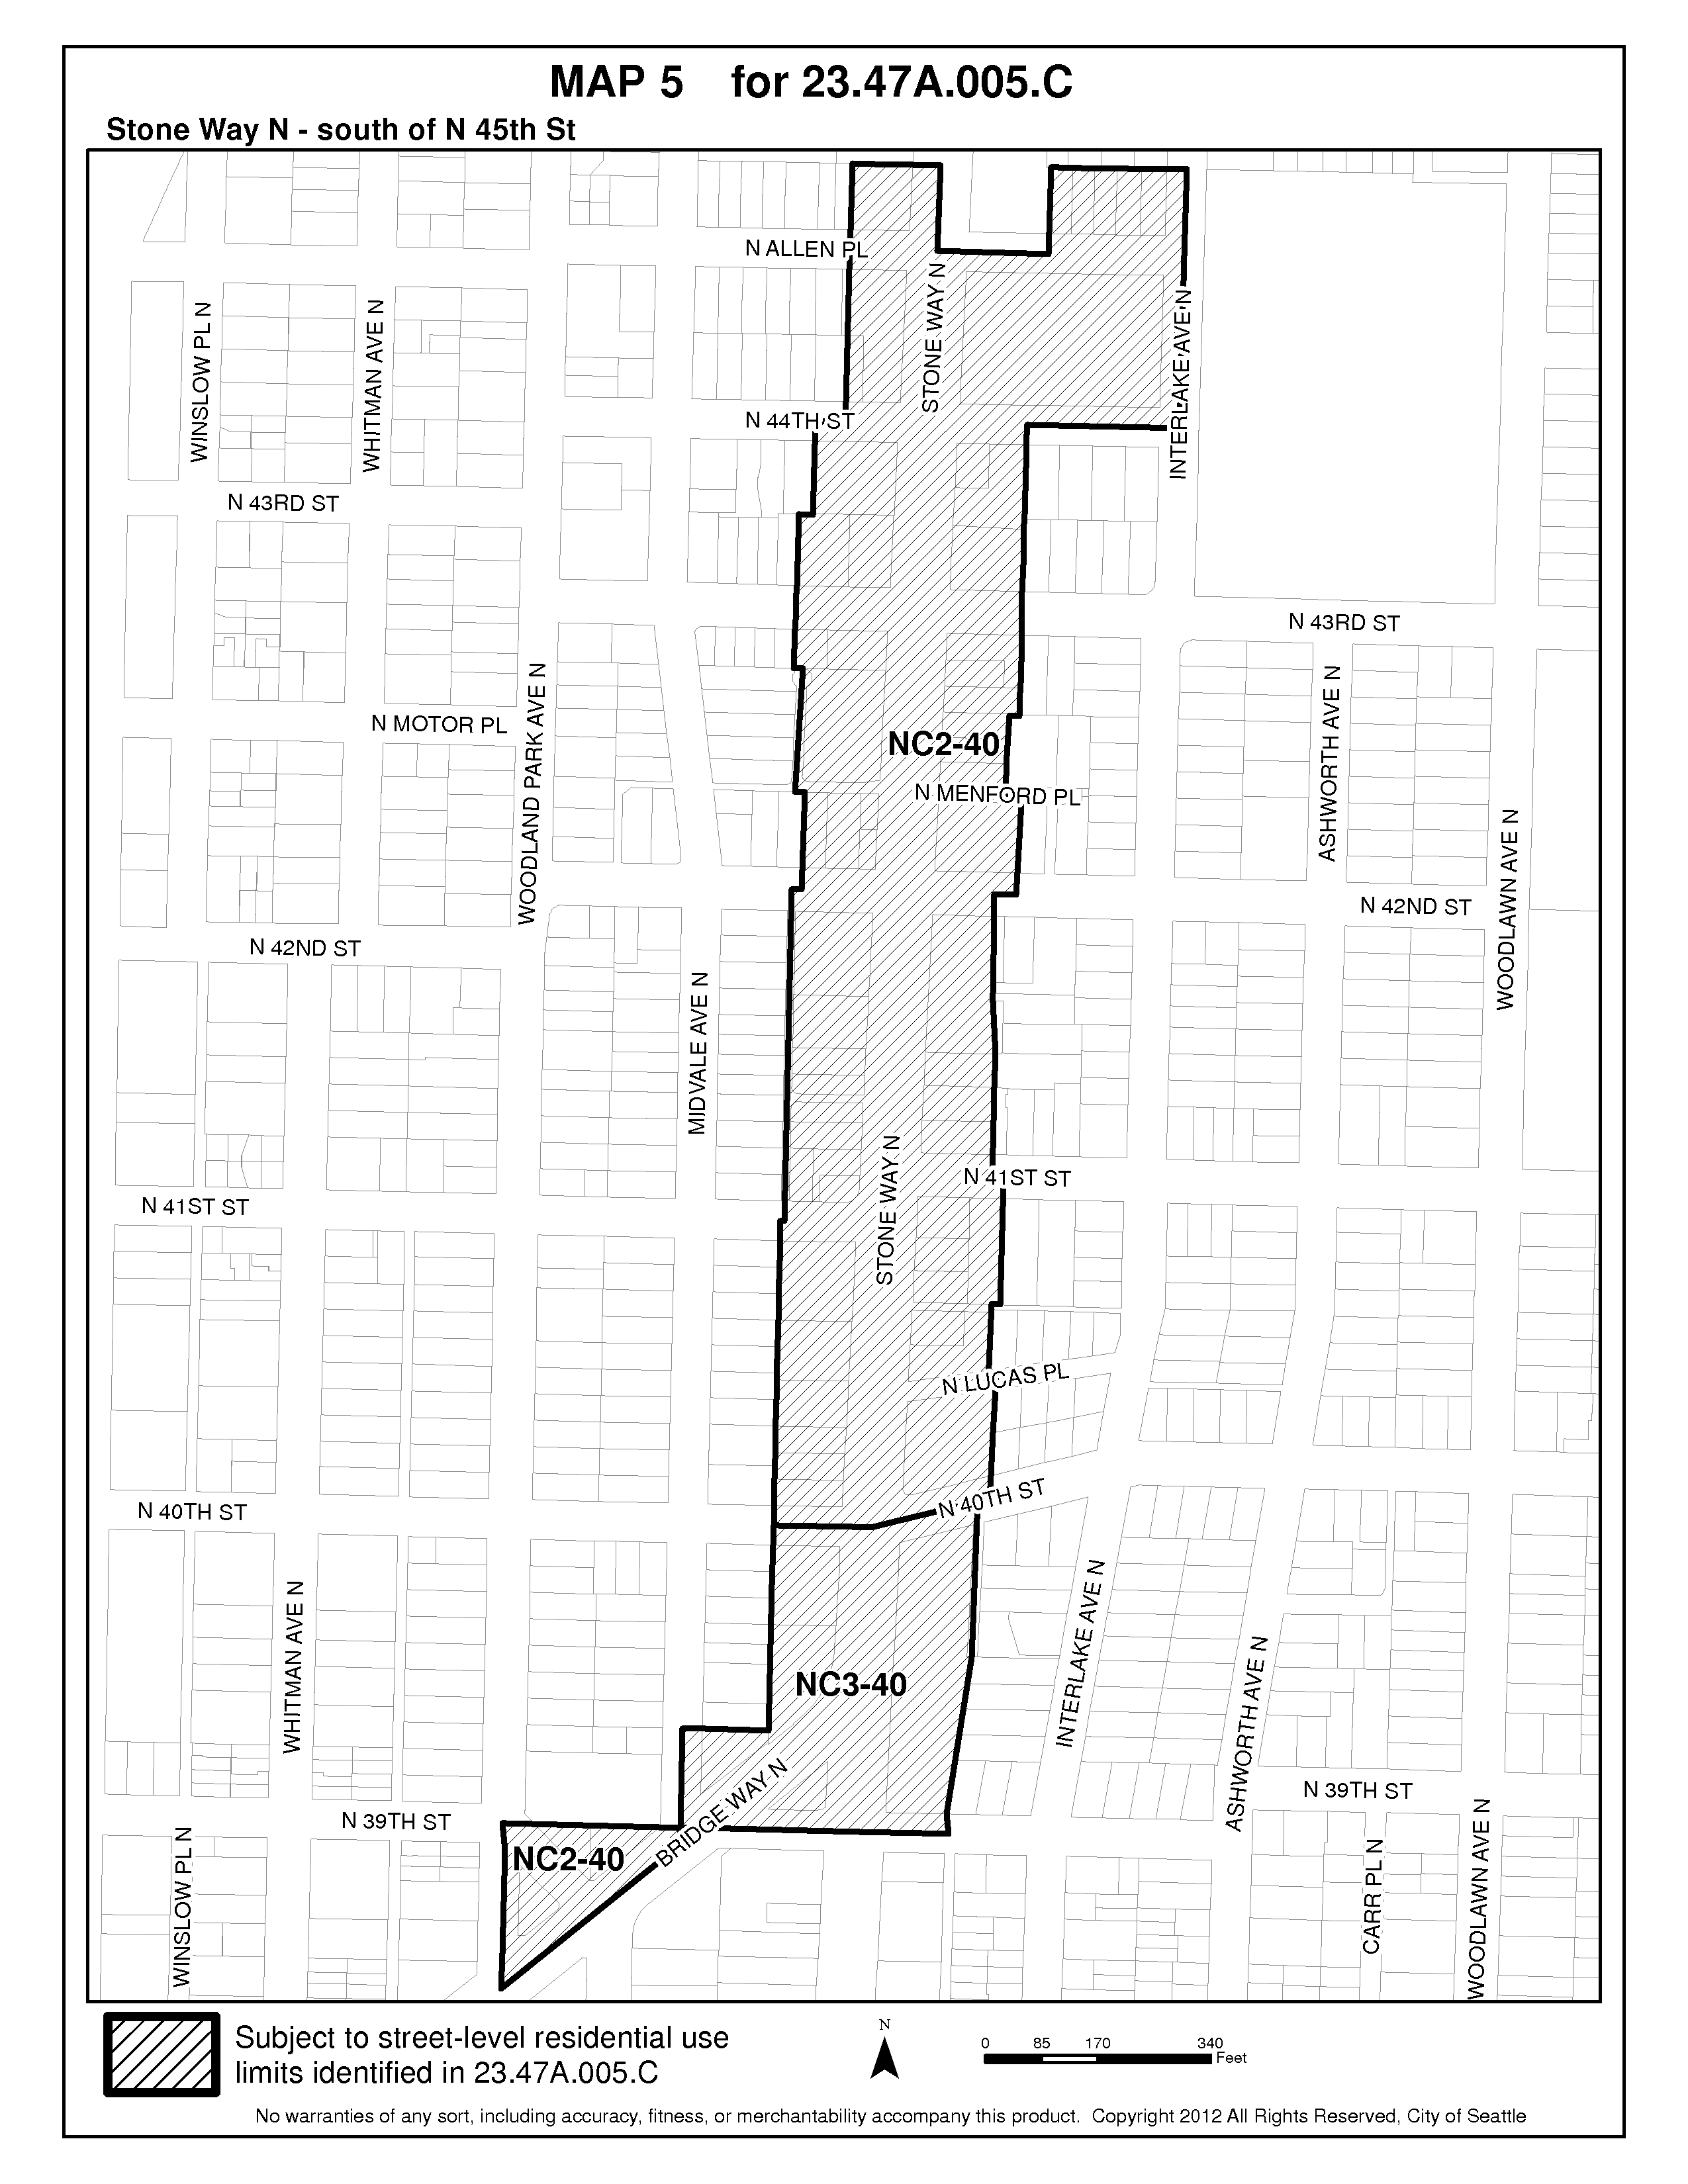 MAP 5 for 23.47A.005.C
Stone Way N - south of N 45th St
N ALLEN PL
STONE WAY N
INTERLAKE AVE N
WINSLOW PL N
WHITMAN AVE N
N 44TH ST
N 43RD ST
N 43RD ST
N MOTOR PL
WOODLAND PARK AVE N
NC2-40
N MENFORD PL
ASHWORTH AVE N
WOODLAWN AVE N
N 42ND ST
N 42ND ST
MIDVALE AVE N
STONE WAY N
N 41ST ST
N 41ST ST
N LUCAS PL
N 40TH ST
N 40TH ST
WHITMAN AVE N
INTERLAKE AVE N
ASHWORTH AVE N
NC3-40
BRIDGE WAY N
N 39TH ST
N 39TH ST
NC2-40
WINSLOW PL N
CARR PL N
WOODLAWN AVE N
Subject to street-level residential use
limits identified in 23.47A.005.C
N
0 85 170 340
Feet
No warranties of any sort, including accuracy, fitness, or merchantability accompany this product. Copyright 2012 All Rights Reserved, City of Seattle